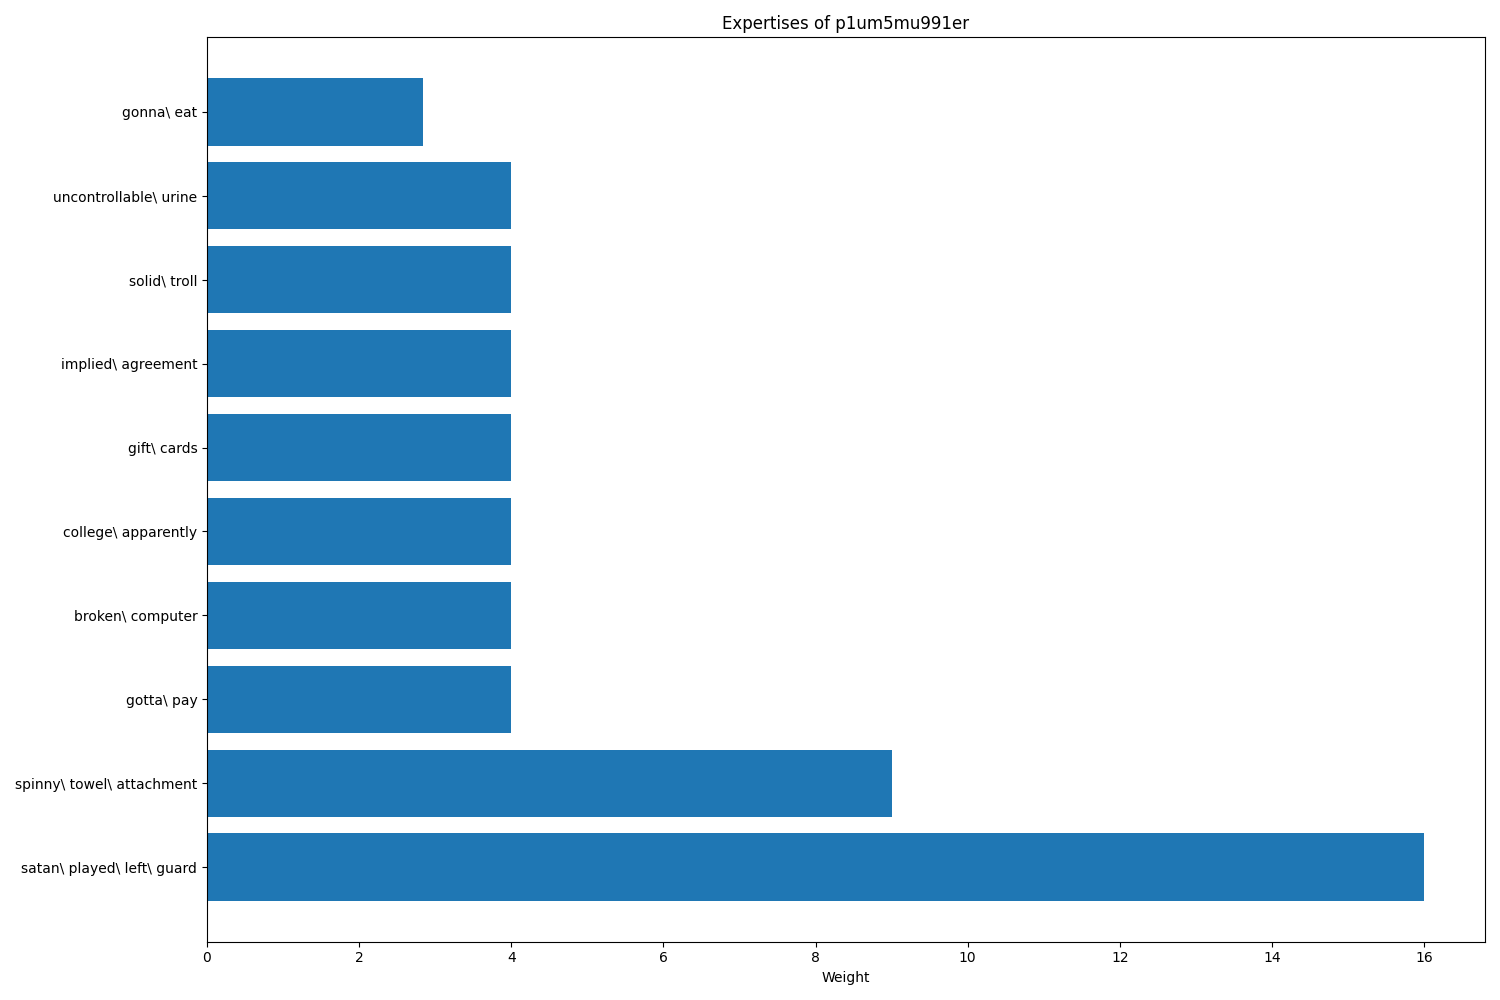 Expertises of p1um5mu991er
gonna\ eat
uncontrollable\ urine
solid\ troll
implied\ agreement
gift\ cards
college\ apparently
broken\ computer
gotta\ pay
spinny\ towel\ attachment
satan\ played\ left\ guard
0 2 4 6 8 10 12 14 16
Weight